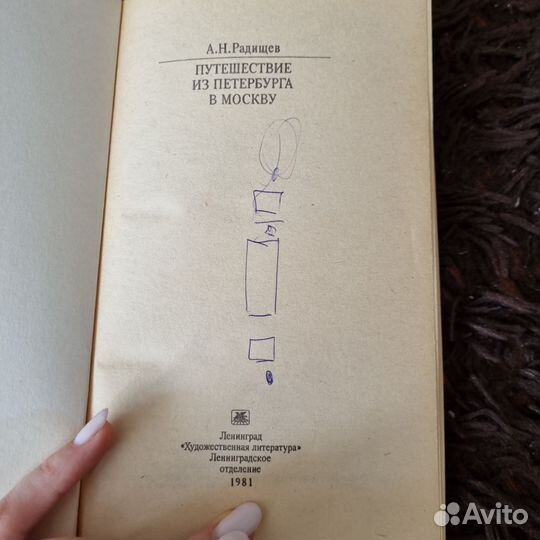 А.Н.Радищев
ПУТЕШЕСТВИЕ
ИЗ ПЕТЕРБУРГА
В МОСКВУ
Ленинград
«Художественная литература»
Ленинградское
отделение
1981
Avito